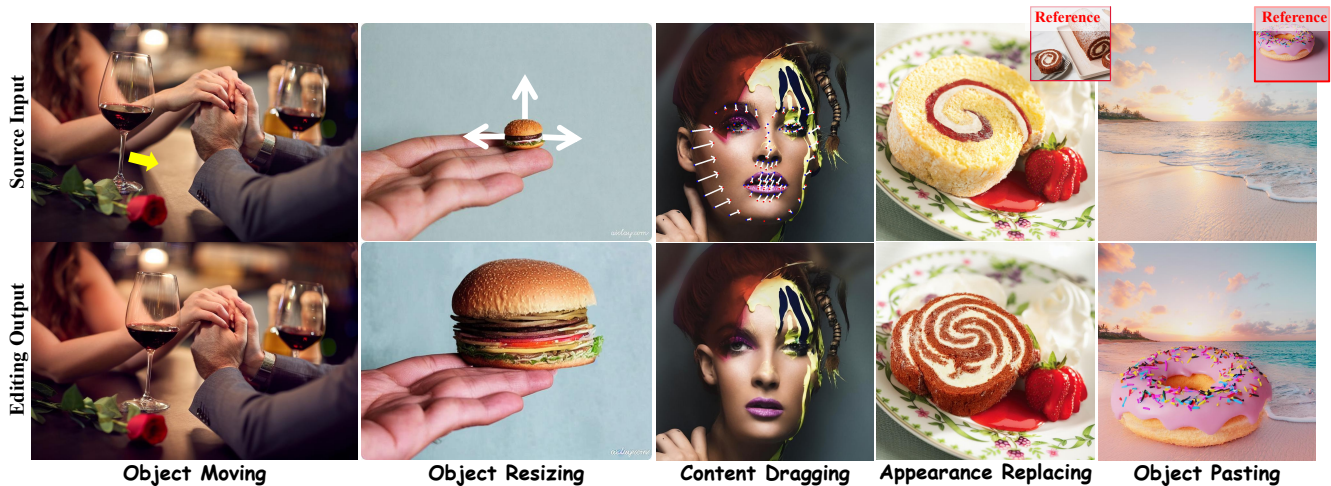 Reference
Reference
Source Input
Editing Output
Object Moving
Object Resizing
Content Dragging
Appearance Replacing
Object Pasting